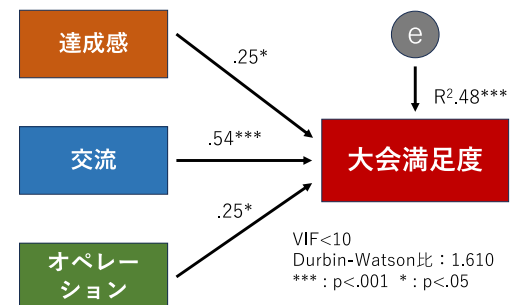 達成感
.25*
e
R².48***
交流
.54***
大会満足度
.25*
オペレー
ション
VIF<10
Durbin-Watson比：1.610
***：p<.001 *：p<.05